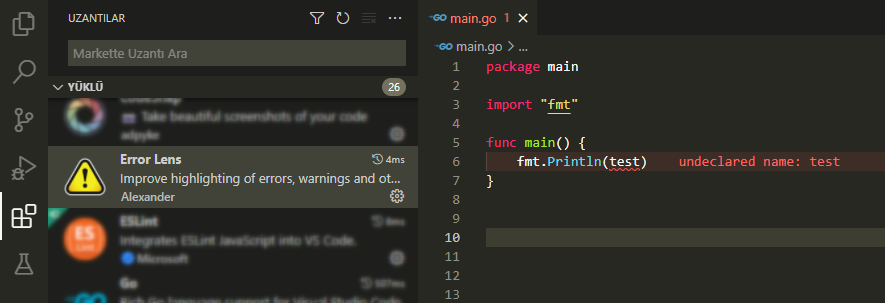 UZANTILAR
Markette Uzantı Ara
YÜKLÜ
26
CodeSnap
Take beautiful screenshots of your code
adpyke
Error Lens
4ms
Improve highlighting of errors, warnings and ot...
Alexander
ESLint
8ms
Integrates ESLint JavaScript into VS Code.
Microsoft
Go
507ms
Rich Go language support for Visual Studio Code
main.go 1
main.go > ...
1 package main
2
3 import "fmt"
4
5 func main() {
6 fmt.Println(test) undeclared name: test
7 }
8
9
10
11
12
13